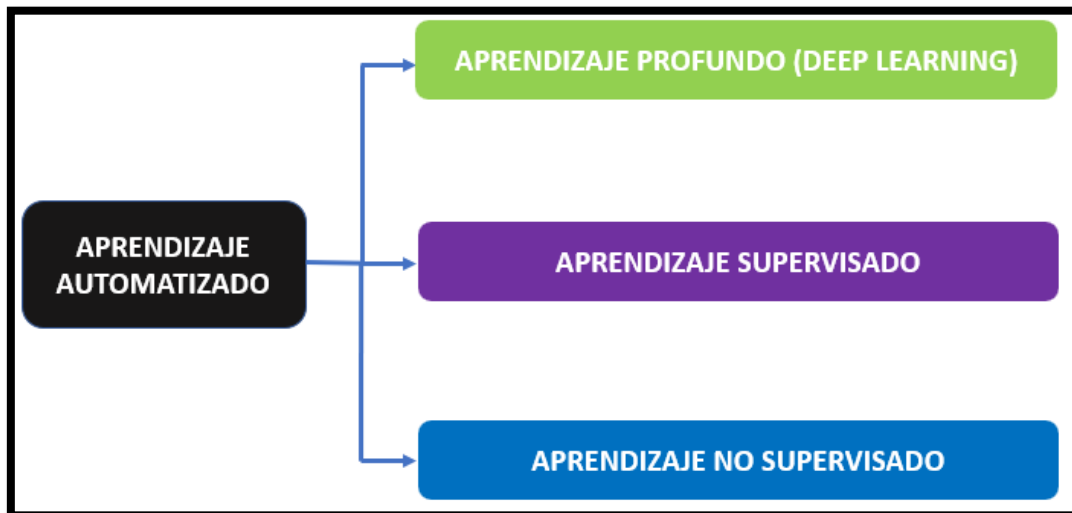 APRENDIZAJE PROFUNDO (DEEP LEARNING)
APRENDIZAJE
AUTOMATIZADO
APRENDIZAJE SUPERVISADO
APRENDIZAJE NO SUPERVISADO